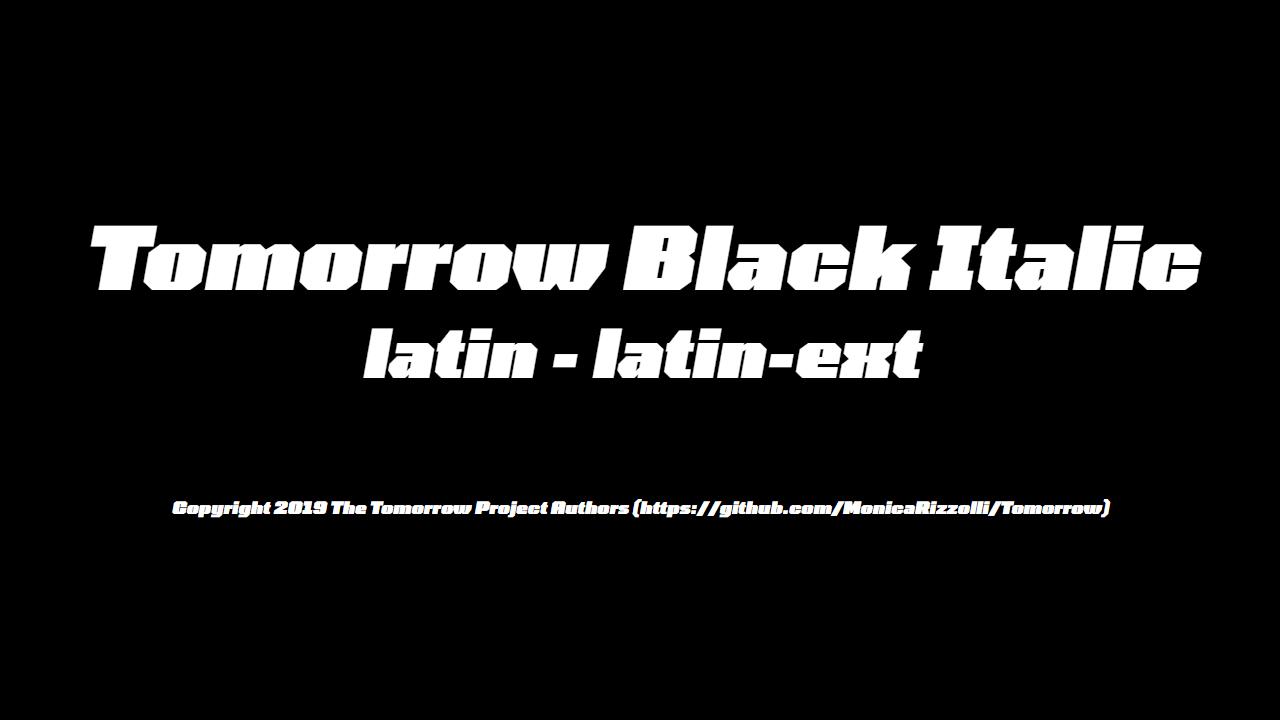 Tomorrow Black Italic
latin - latin-ext
Copyright 2019 The Tomorrow Project Authors (https://github.com/MonicaRizzolli/Tomorrow)